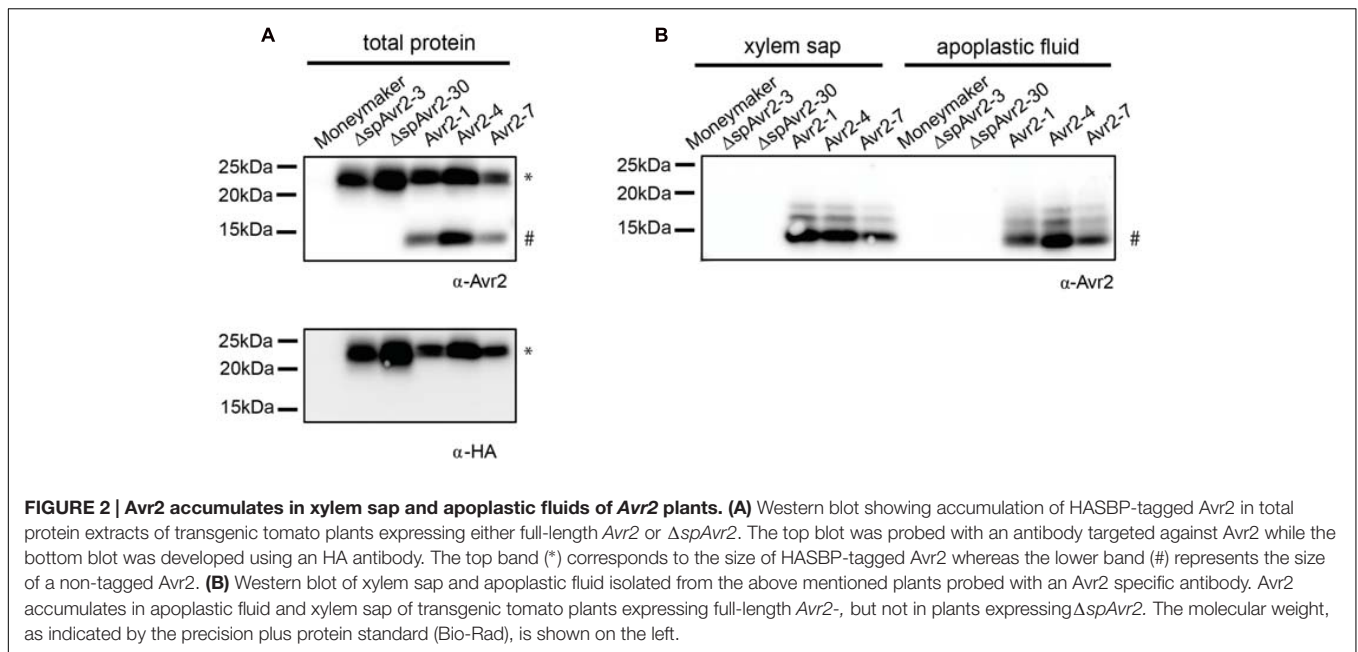 A
total protein
Moneymaker
ΔspAvr2-3
ΔspAvr2-30
Avr2-1
Avr2-4
Avr2-7
25kDa
20kDa
15kDa
*
#
α-Avr2
25kDa
20kDa
15kDa
*
α-HA
B
xylem sap
apoplastic fluid
Moneymaker
ΔspAvr2-3
ΔspAvr2-30
Avr2-1
Avr2-4
Avr2-7
Moneymaker
ΔspAvr2-3
ΔspAvr2-30
Avr2-1
Avr2-4
Avr2-7
25kDa
20kDa
15kDa
#
α-Avr2
FIGURE 2 | Avr2 accumulates in xylem sap and apoplastic fluids of Avr2 plants. (A) Western blot showing accumulation of HASBP-tagged Avr2 in total
protein extracts of transgenic tomato plants expressing either full-length Avr2 or ΔspAvr2. The top blot was probed with an antibody targeted against Avr2 while the
bottom blot was developed using an HA antibody. The top band (*) corresponds to the size of HASBP-tagged Avr2 whereas the lower band (#) represents the size
of a non-tagged Avr2. (B) Western blot of xylem sap and apoplastic fluid isolated from the above mentioned plants probed with an Avr2 specific antibody. Avr2
accumulates in apoplastic fluid and xylem sap of transgenic tomato plants expressing full-length Avr2-, but not in plants expressingΔspAvr2. The molecular weight,
as indicated by the precision plus protein standard (Bio-Rad), is shown on the left.